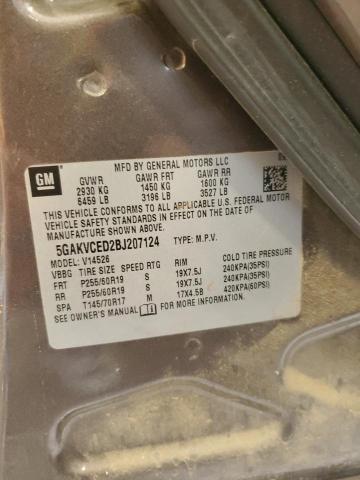 MFD BY GENERAL MOTORS LLC
GM
GVWR GAWR FRT GAWR RR
2930 KG 1450 KG 1600 KG
6459 LB 3196 LB 3527 LB
THIS VEHICLE CONFORMS TO ALL APPLICABLE U.S. FEDERAL MOTOR
VEHICLE SAFETY STANDARDS IN EFFECT ON THE DATE OF
MANUFACTURE SHOWN ABOVE.
5GAKVCED2BJ207124 TYPE: M.P.V.
MODEL: V14526
VBBG TIRE SIZE SPEED RTG RIM COLD TIRE PRESSURE
FRT P255/60R19 S 19X7.5J 240KPA(35PSI)
RR P255/60R19 S 19X7.5J 240KPA(35PSI)
SPA T145/70R17 M 17X4.5B 420KPA(60PSI)
SEE OWNER'S MANUAL FOR MORE INFORMATION